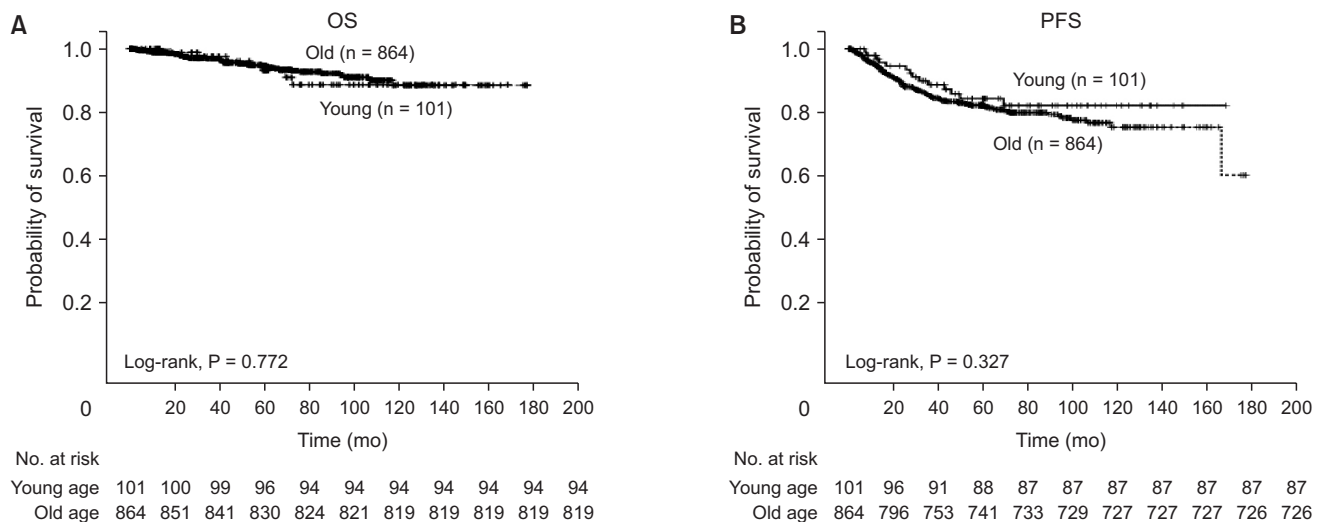 A
OS
Probability of survival
1.0
0.8
0.6
0.4
0.2
0
Old (n = 864)
Young (n = 101)
Log-rank, P = 0.772
20 40 60 80 100 120 140 160 180 200
Time (mo)
No. at risk
Young age 101 100 99 96 94 94 94 94 94 94 94
Old age 864 851 841 830 824 821 819 819 819 819 819
B
PFS
Probability of survival
1.0
0.8
0.6
0.4
0.2
0
Young (n = 101)
Old (n = 864)
Log-rank, P = 0.327
20 40 60 80 100 120 140 160 180 200
Time (mo)
No. at risk
Young age 101 96 91 88 87 87 87 87 87 87 87
Old age 864 796 753 741 733 729 727 727 727 726 726